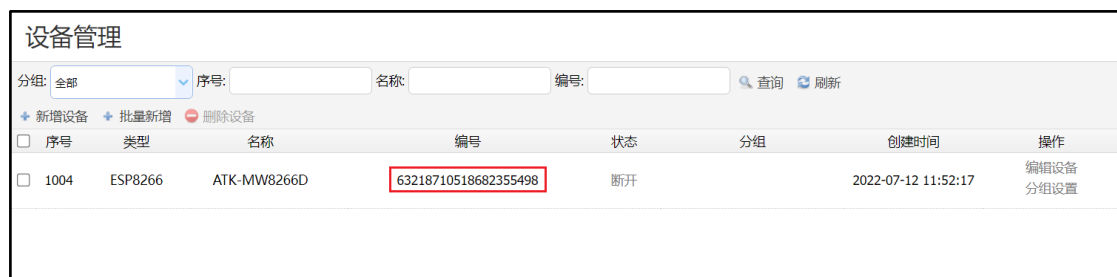 设备管理
分组: 全部 序号: 名称: 编号: 查询 刷新
新增设备 批量新增 删除设备
序号 类型 名称 编号 状态 分组 创建时间 操作
1004 ESP8266 ATK-MW8266D 63218710518682355498 断开 2022-07-12 11:52:17 编辑设备
分组设置